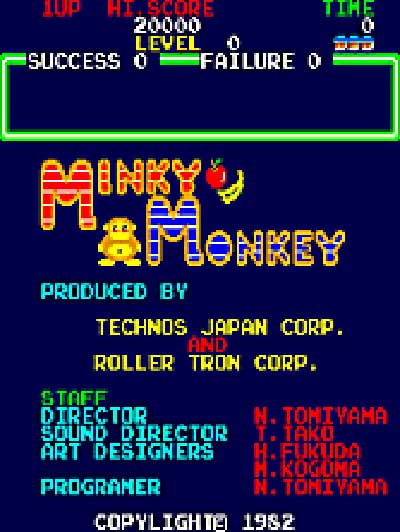 1UP HI.SCORE TIME
20000 0
LEVEL 0
SUCCESS 0 FAILURE 0
MINKY
MONKEY
PRODUCED BY
TECHNOS JAPAN CORP.
AND
ROLLER TRON CORP.
STAFF
DIRECTOR N.TOMIYAMA
SOUND DIRECTOR T.TAKO
ART DESIGNERS H.FUKUDA
M.KOGOMA
PROGRAMER N.TOMIYAMA
COPYLIGHT© 1982